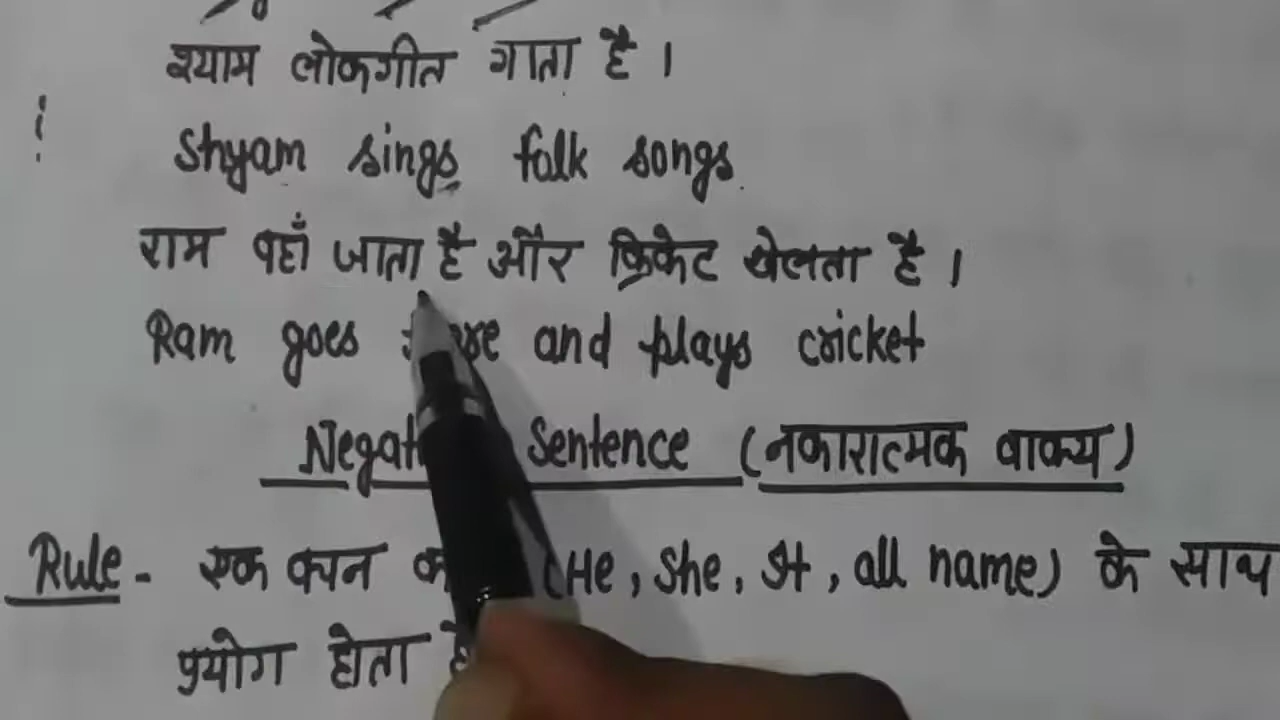 श्याम लोकगीत गाता है ।
Shyam sings folk songs.
राम वहाँ जाता है और क्रिकेट खेलता है ।
Ram goes and plays cricket
Sentence (नकारात्मक वाक्य)
Rule - एक वचन (He, She, It, all name) के साथ
प्रयोग होता है